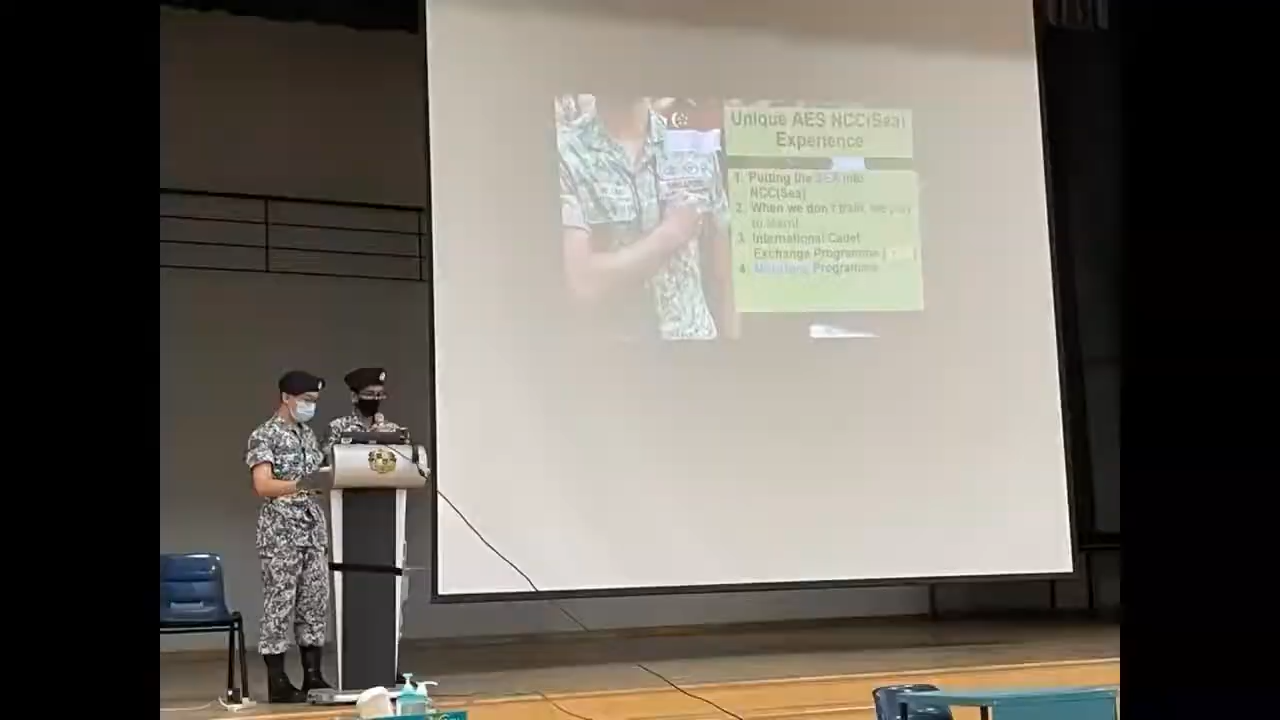 Unique AES NCC(Sea)
Experience
1. Putting the SEA into
NCC(Sea)
2. When we don't train, we play
to learn!
3. International Cadet
Exchange Programme (
4. Programme